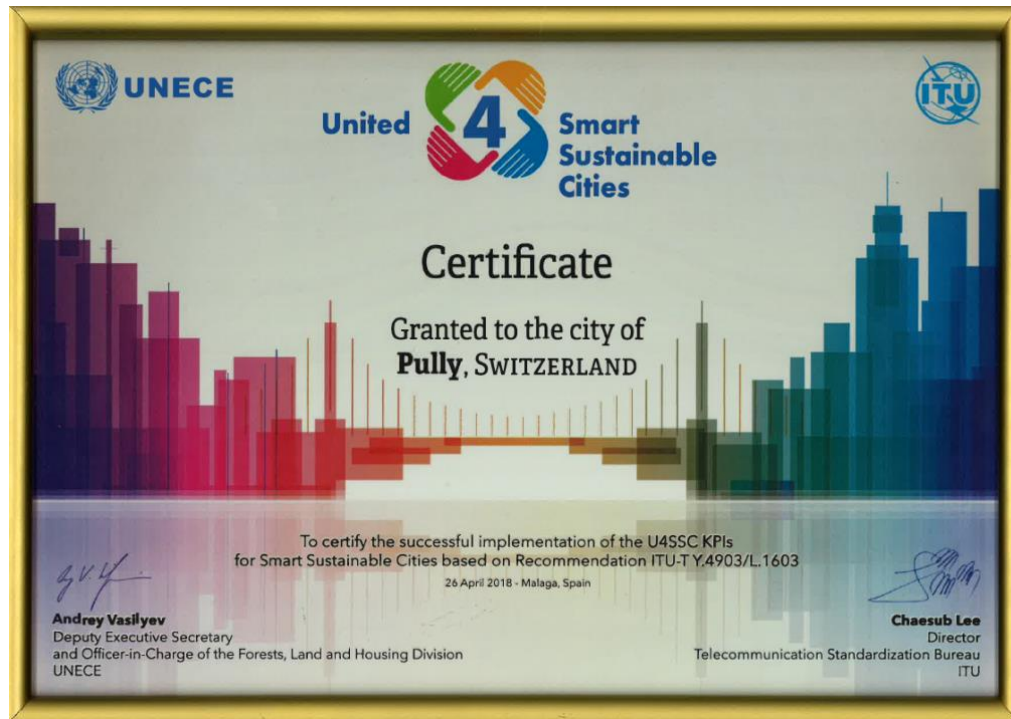 UNECE
United 4 Smart
Sustainable
Cities
ITU
Certificate
Granted to the city of
Pully, SWITZERLAND
To certify the successful implementation of the U4SSC KPIs
for Smart Sustainable Cities based on Recommendation ITU-T Y.4903/L.1603
26 April 2018 - Malaga, Spain
Andrey Vasilyev
Deputy Executive Secretary
and Officer-in-Charge of the Forests, Land and Housing Division
UNECE
Chaesub Lee
Director
Telecommunication Standardization Bureau
ITU